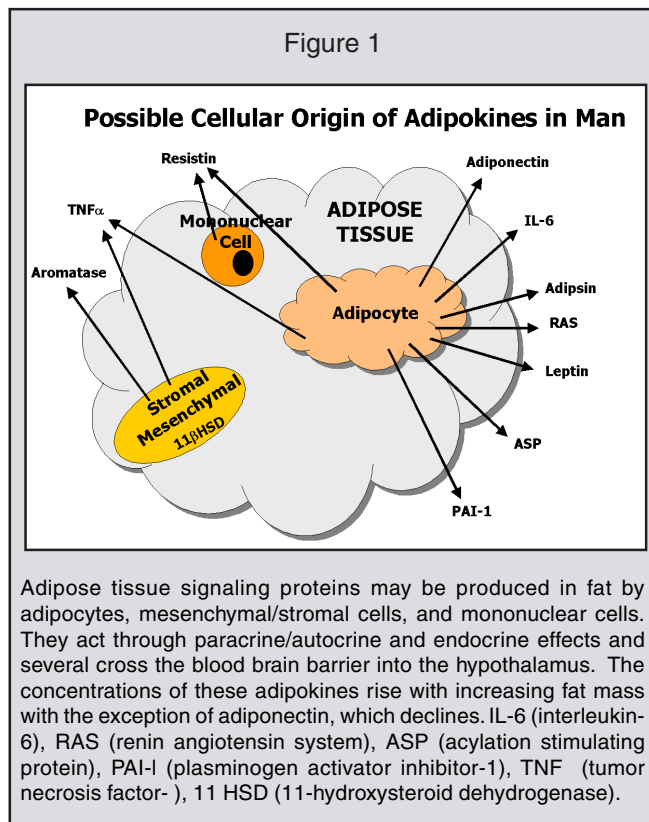 Figure 1
Possible Cellular Origin of Adipokines in Man
Resistin
Adiponectin
TNFα
Mononuclear
Cell
ADIPOSE
TISSUE
IL-6
Aromatase
Adipsin
Adipocyte
RAS
Leptin
Stromal
Mesenchymal
11βHSD
ASP
PAI-1
Adipose tissue signaling proteins may be produced in fat by
adipocytes, mesenchymal/stromal cells, and mononuclear cells.
They act through paracrine/autocrine and endocrine effects and
several cross the blood brain barrier into the hypothalamus. The
concentrations of these adipokines rise with increasing fat mass
with the exception of adiponectin, which declines. IL-6 (interleukin-
6), RAS (renin angiotensin system), ASP (acylation stimulating
protein), PAI-I (plasminogen activator inhibitor-1), TNF (tumor
necrosis factor- ), 11 HSD (11-hydroxysteroid dehydrogenase).